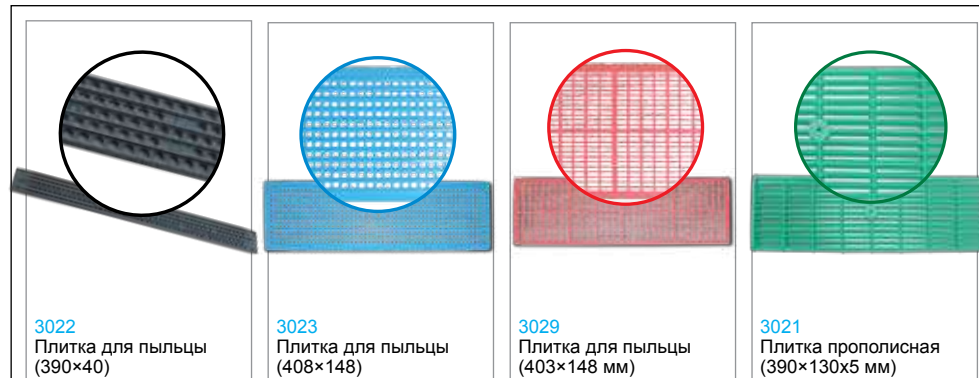 3022
Плитка для пыльцы
(390×40)
3023
Плитка для пыльцы
(408×148)
3029
Плитка для пыльцы
(403×148 мм)
3021
Плитка прополисная
(390×130x5 мм)